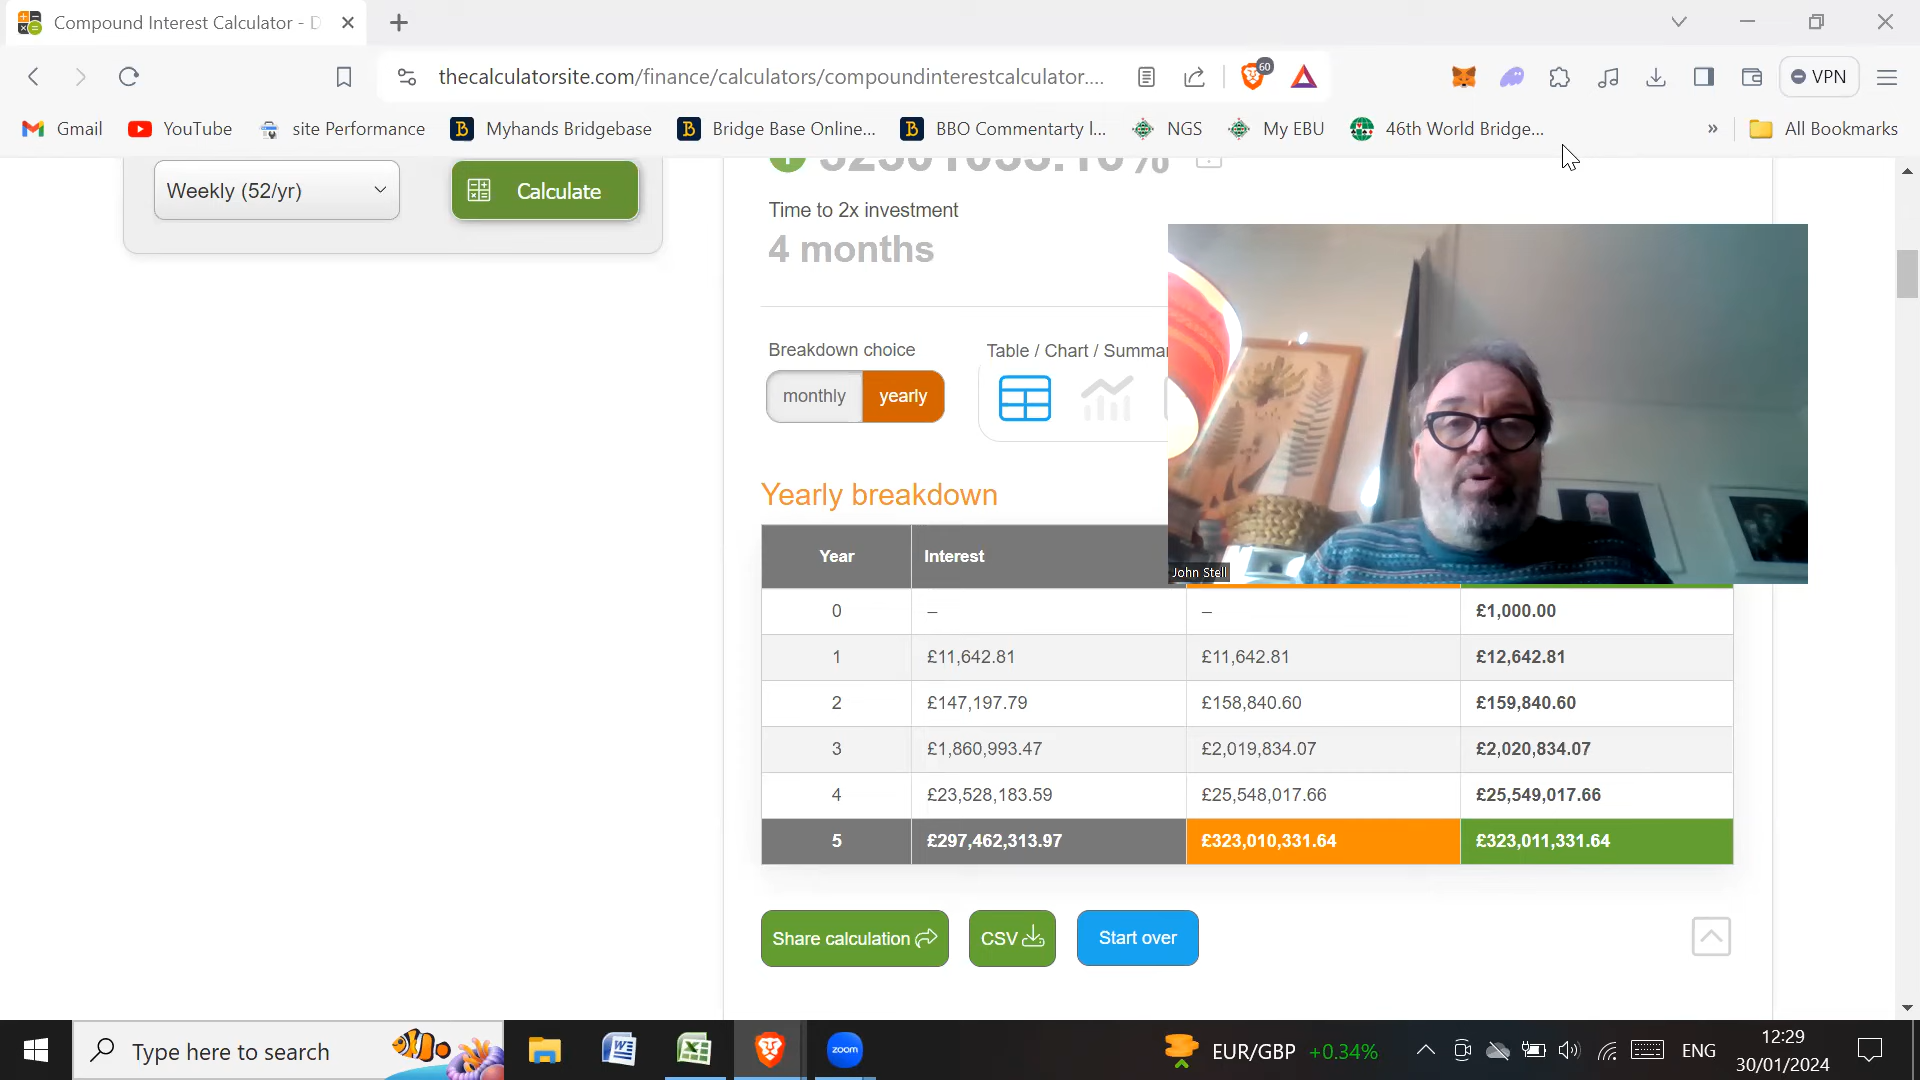 Compound Interest Calculator - D
thecalculatorsite.com/finance/calculators/compoundinterestcalculator....
60
VPN
Gmail
YouTube
site Performance
Myhands Bridgebase
Bridge Base Online...
BBO Commentarty l...
NGS
My EBU
46th World Bridge...
»
All Bookmarks
Weekly (52/yr)
Calculate
Time to 2x investment
4 months
Breakdown choice
Table / Chart / Summar
monthly
yearly
Yearly breakdown
Year Interest
0 – – £1,000.00
1 £11,642.81 £11,642.81 £12,642.81
2 £147,197.79 £158,840.60 £159,840.60
3 £1,860,993.47 £2,019,834.07 £2,020,834.07
4 £23,528,183.59 £25,548,017.66 £25,549,017.66
5 £297,462,313.97 £323,010,331.64 £323,011,331.64
John Stell
Share calculation
CSV
Start over
Type here to search
zoom
EUR/GBP +0.34%
ENG
12:29
30/01/2024